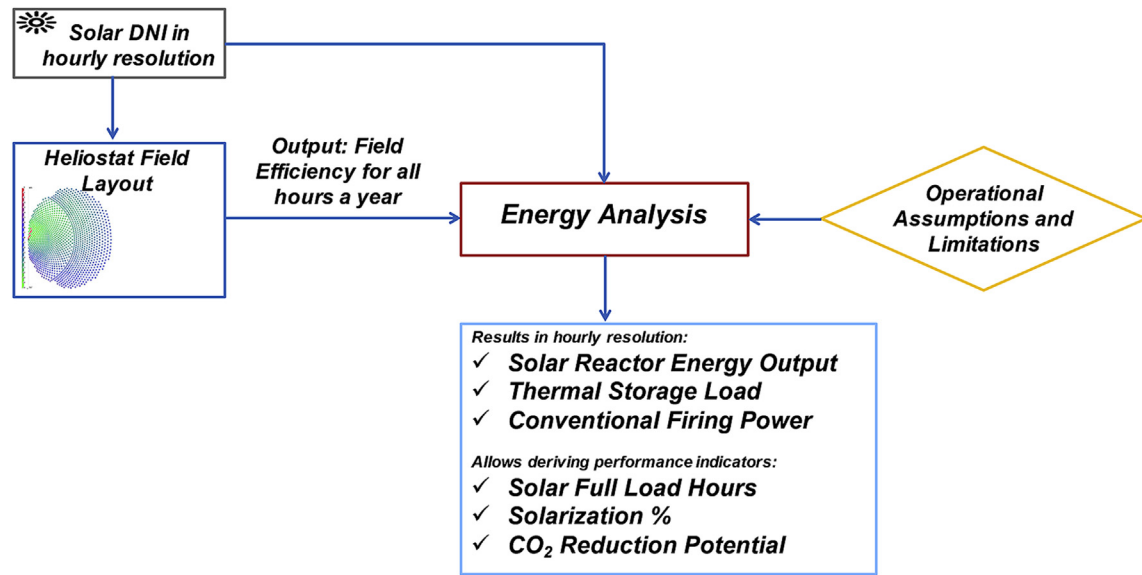 Solar DNI in
hourly resolution
Heliostat Field
Layout
Output: Field
Efficiency for all
hours a year
Energy Analysis
Operational
Assumptions and
Limitations
Results in hourly resolution:
✓ Solar Reactor Energy Output
✓ Thermal Storage Load
✓ Conventional Firing Power
Allows deriving performance indicators:
✓ Solar Full Load Hours
✓ Solarization %
✓ CO₂ Reduction Potential